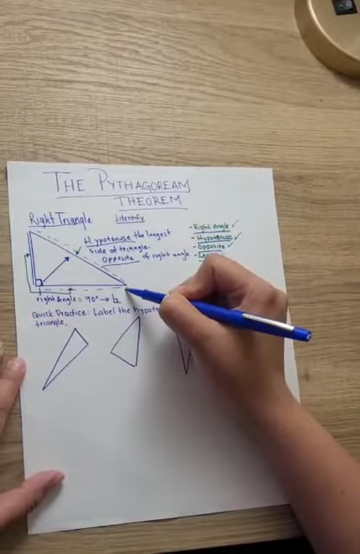 THE PYTHAGOREAM
THEOREM
Right Triangle
Identify
- Right Angle ✓
- Hypotenuse ✓
- Opposite ✓
Hypotenuse the longest
side of triangle.
Opposite of right angle
right Angle = 90° →
Quick Practice: Label the
triangle,